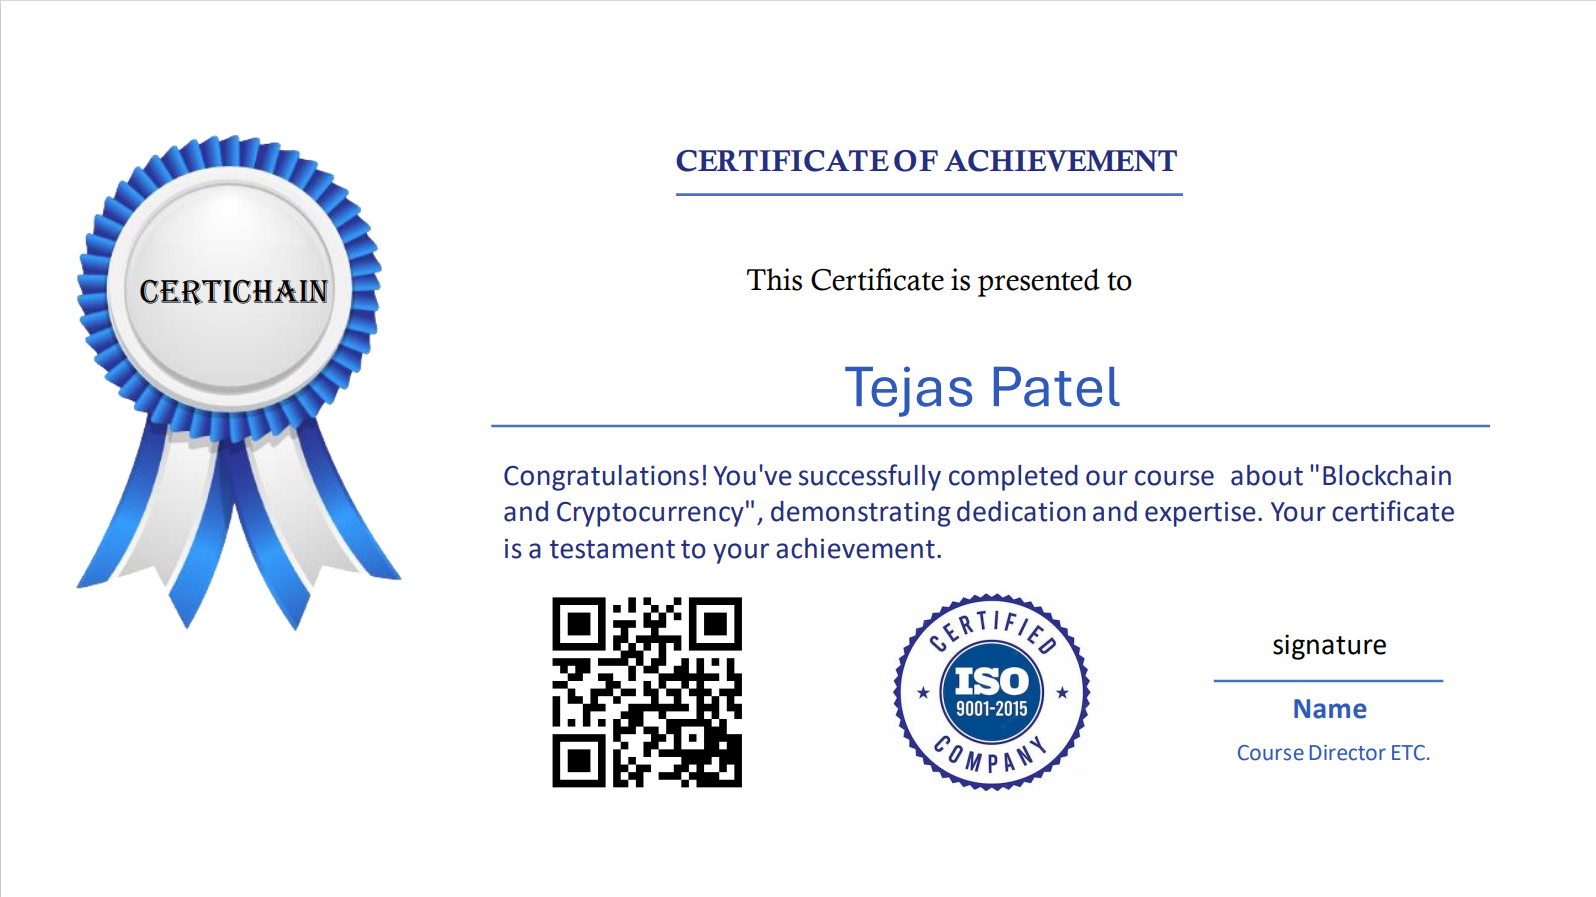 CERTIFICATE OF ACHIEVEMENT
CERTICHAIN
This Certificate is presented to
Tejas Patel
Congratulations! You've successfully completed our course about "Blockchain
and Cryptocurrency", demonstrating dedication and expertise. Your certificate
is a testament to your achievement.
CERTIFIED
ISO
9001-2015
COMPANY
signature
Name
Course Director ETC.